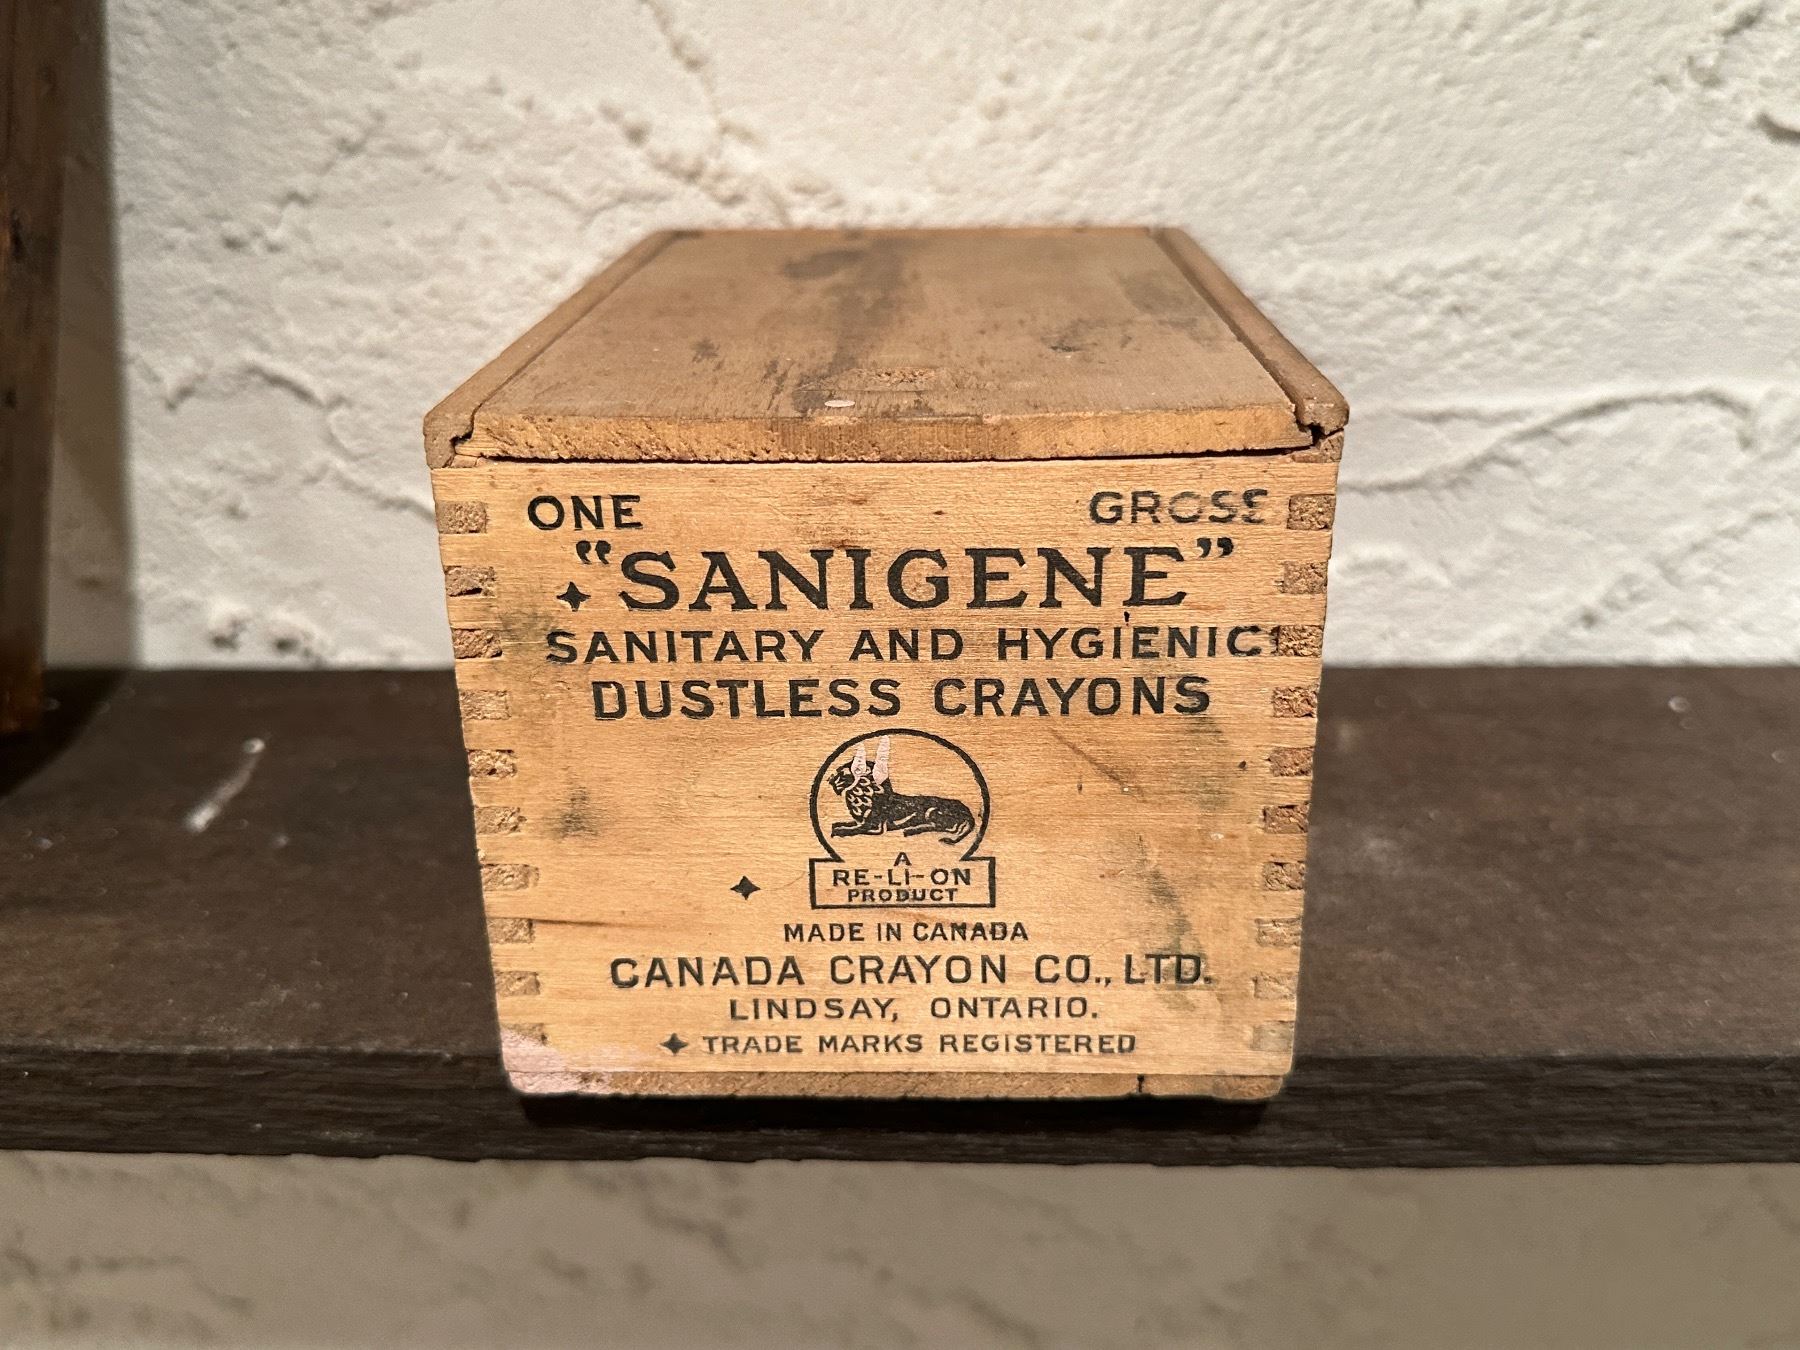 ONE GROSS
"SANIGENE"
SANITARY AND HYGIENIC
DUSTLESS CRAYONS
A
RE-LI-ON
PRODUCT
MADE IN CANADA
CANADA CRAYON CO., LTD.
LINDSAY, ONTARIO.
TRADE MARKS REGISTERED